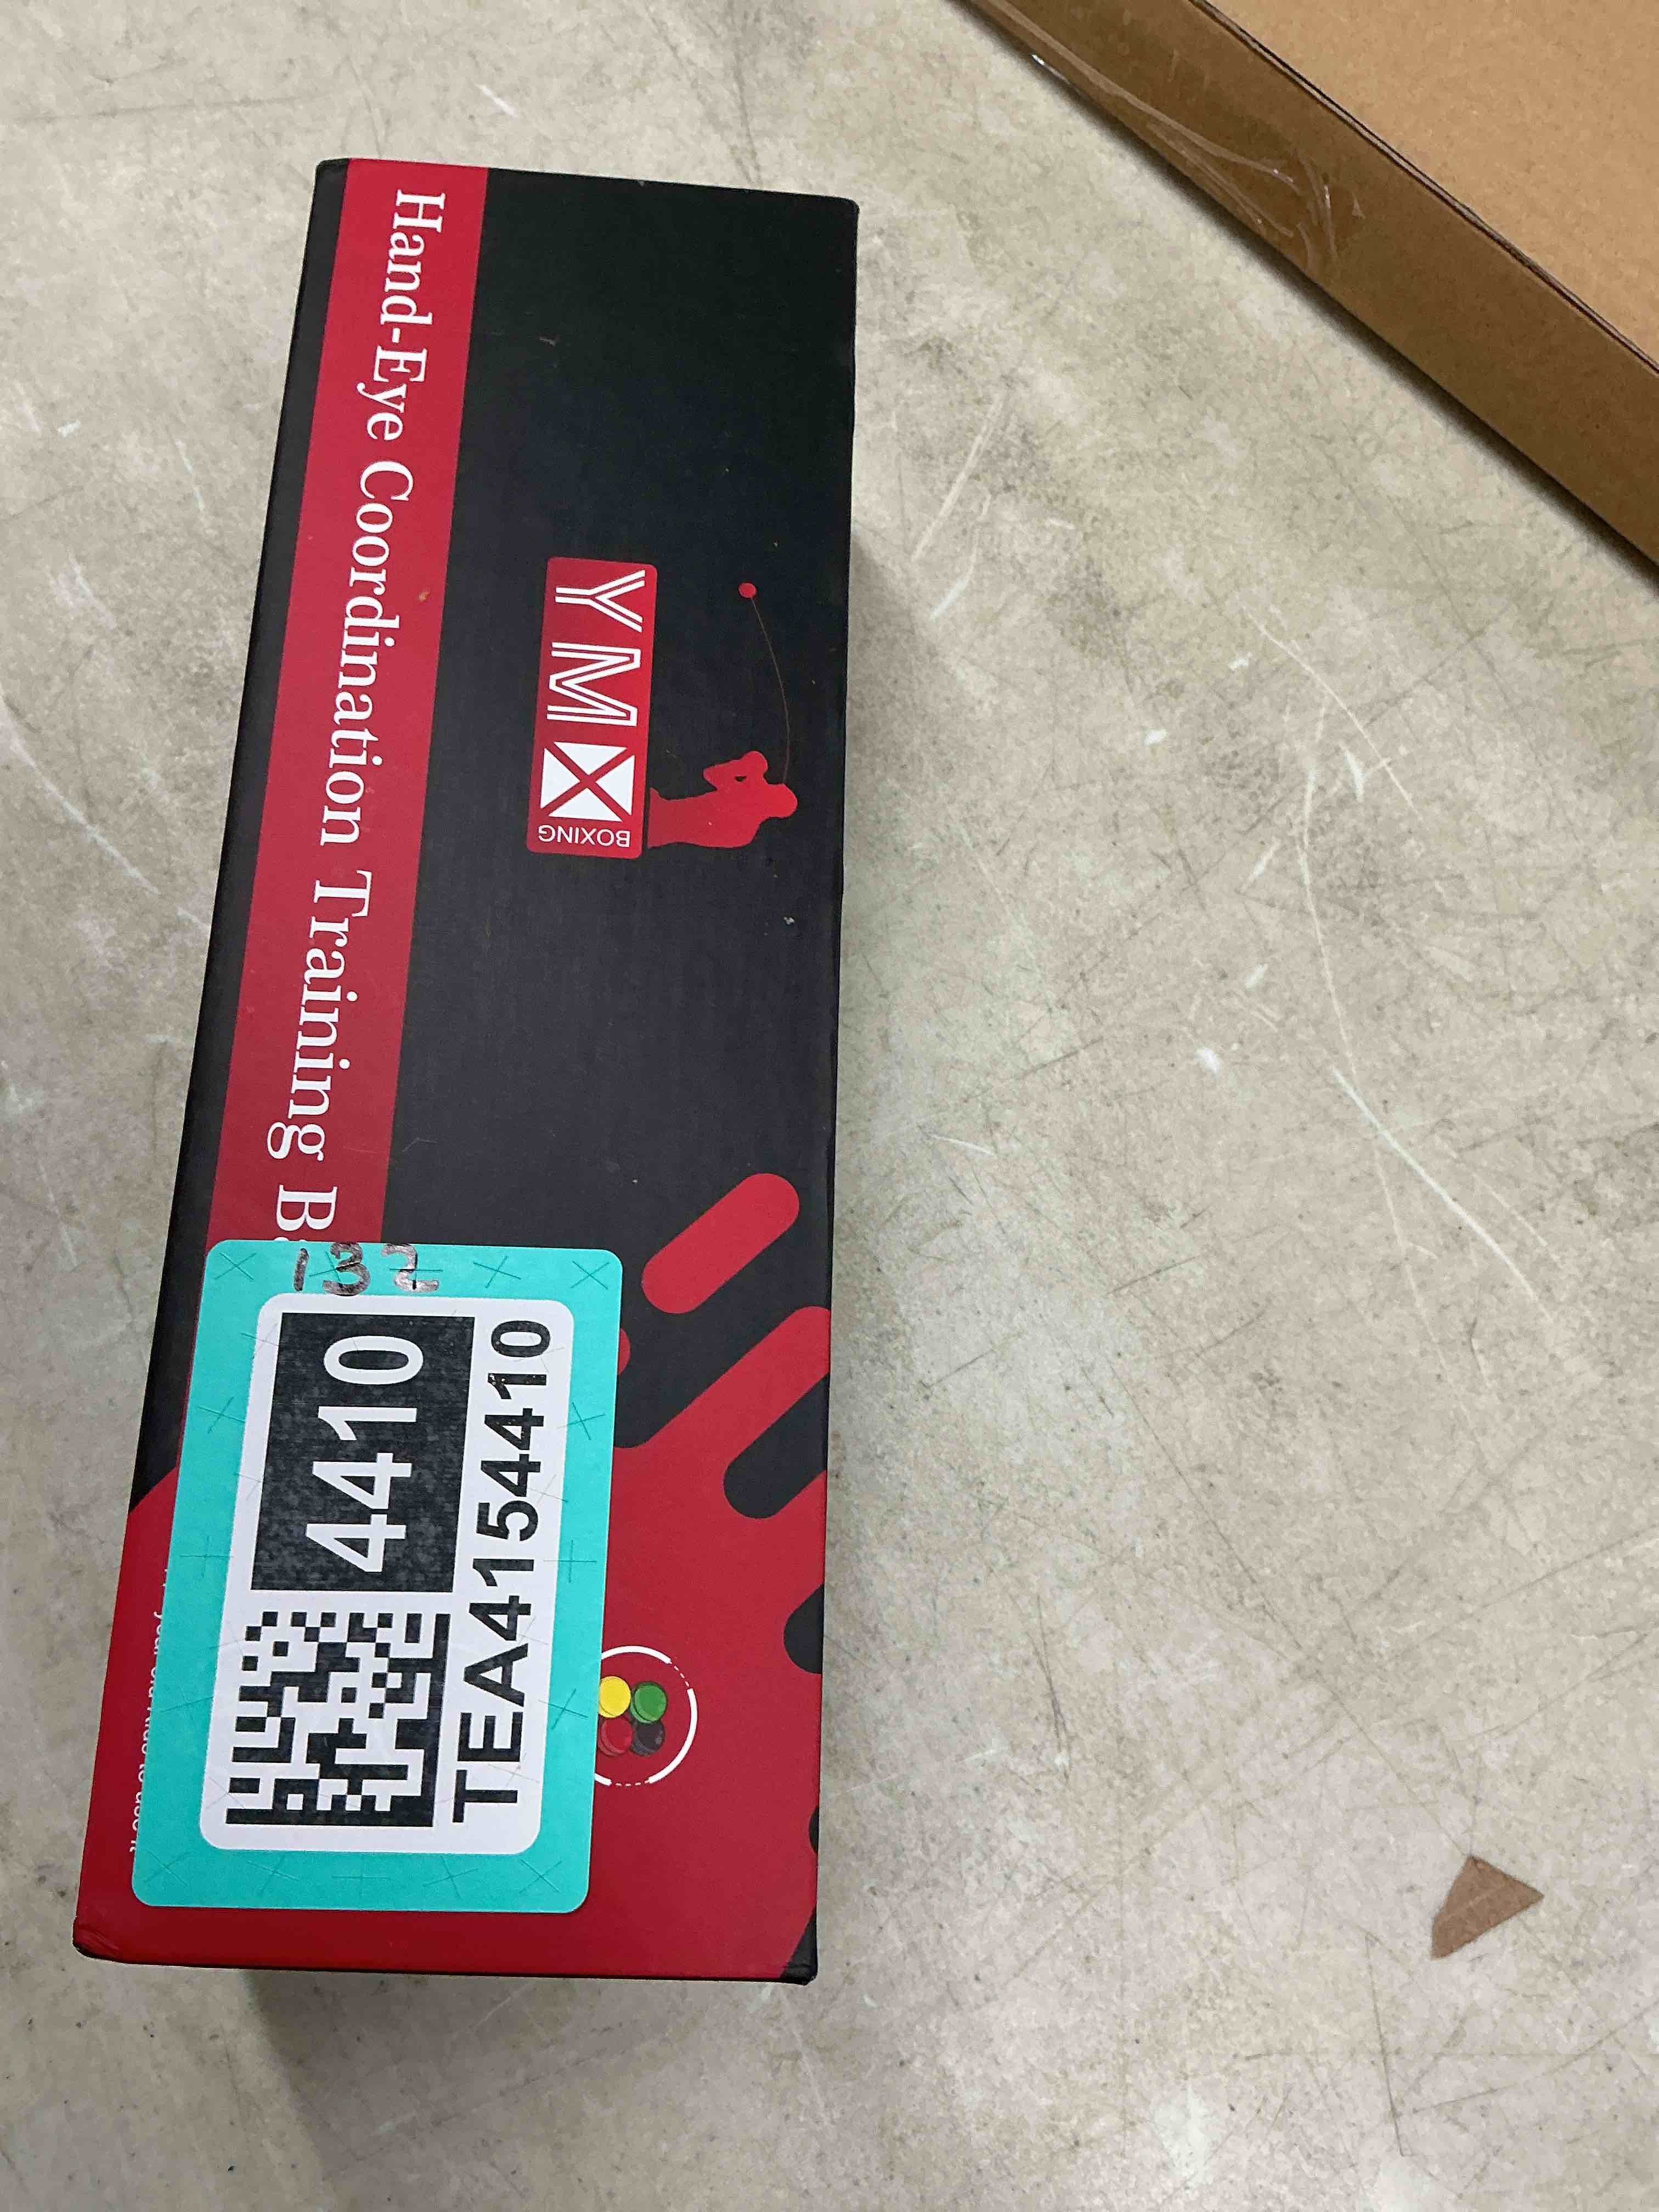 Hand-Eye Coordination Training B
YMX
BOXING
132
4410
TEA4154410